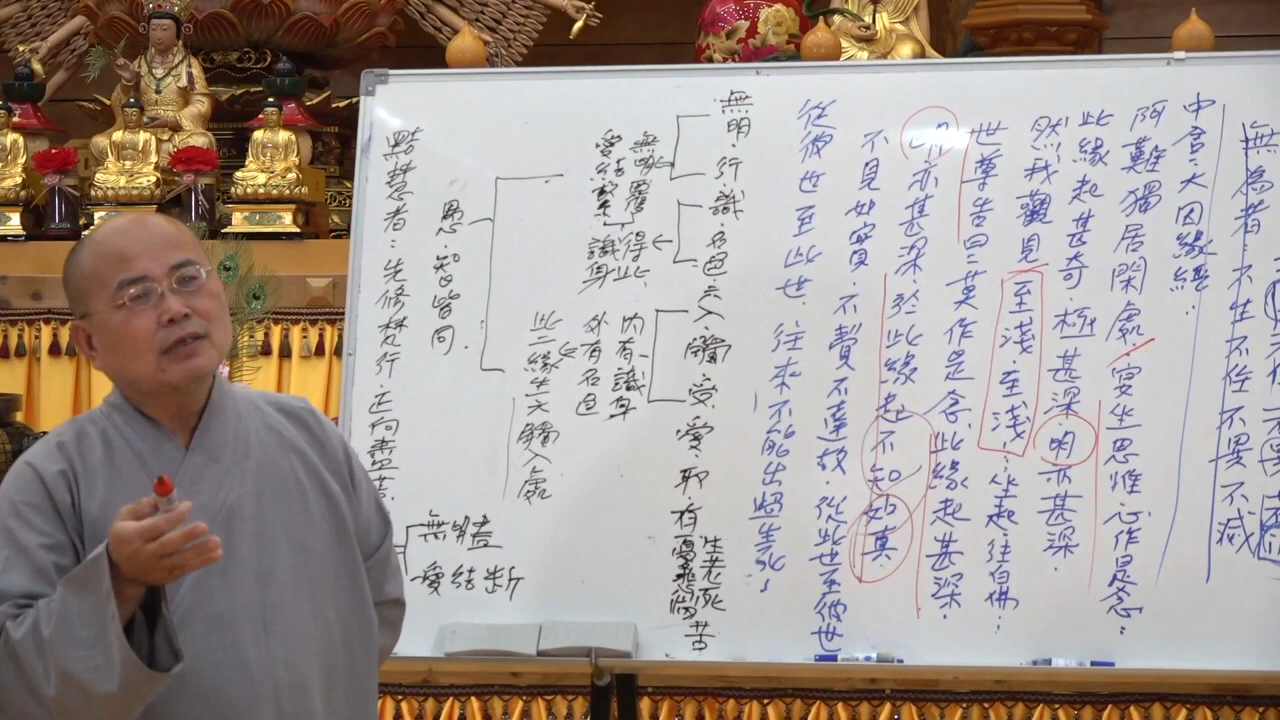 無為者：不生不住不異不滅
中含·大因緣經
阿難獨居閑處·宴坐思惟·心作是念：
此緣起甚奇·極甚深·明亦甚深·
然·我觀見至淺·至淺·坐起·往白佛：
世尊告曰：莫作是念·此緣起甚深·
明亦甚深·於此緣起不知如真
不見如實·不覺不達故·從此世至彼世
從彼世至此世·往來不能出過生死·
無明·行·識·名色·六入·觸·受·愛·取·有
生老死
憂悲惱苦
無明覆
愛結繫
得此
識身
內有識身
外有名色
此二緣生六觸入處
愚·智皆同·
黠慧者：先修梵行·正向盡苦
無明盡
愛結斷